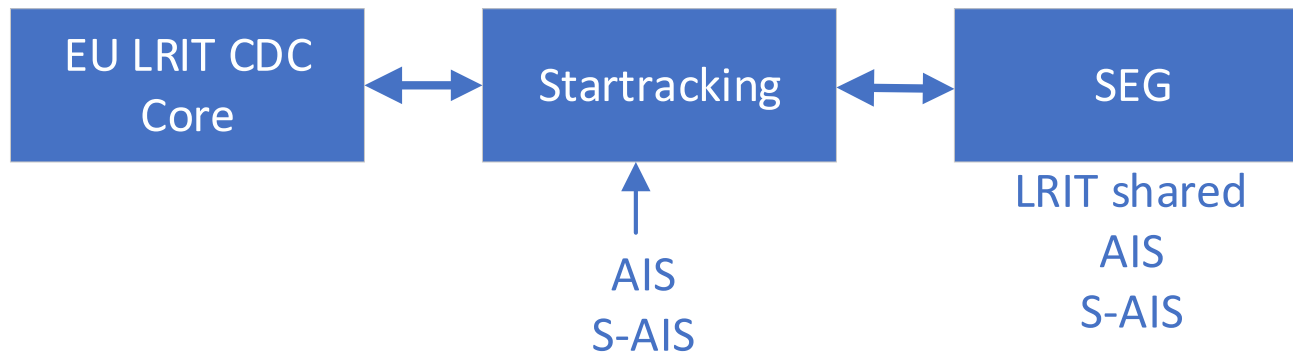 EU LRIT CDC
Core
Startracking
SEG
LRIT shared
AIS
S-AIS
AIS
S-AIS